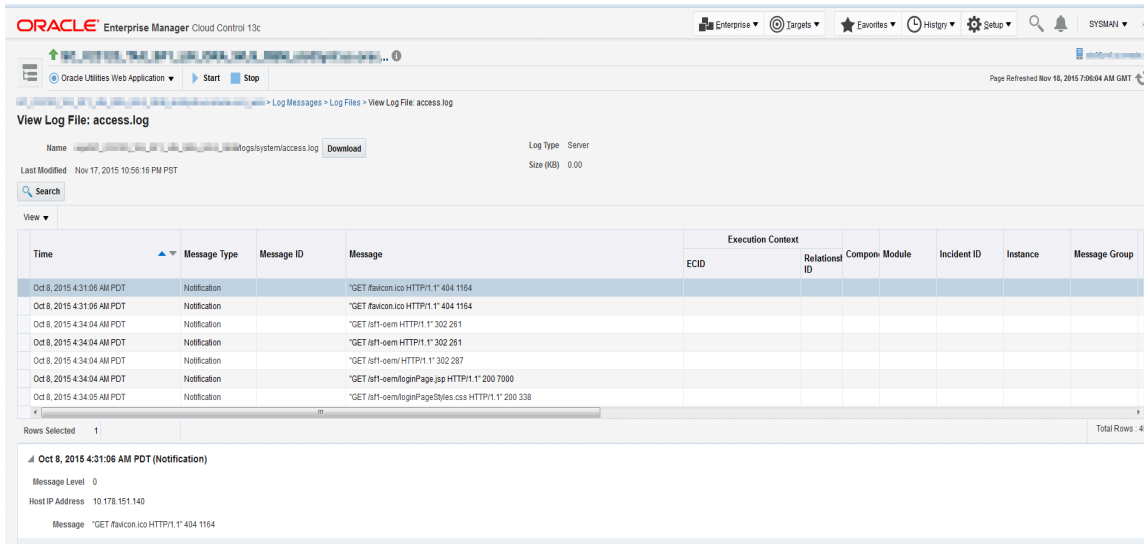 ORACLE Enterprise Manager Cloud Control 13c
Enterprise Targets Favorites History Setup SYSMAN
...
Oracle Utilities Web Application Start Stop
Page Refreshed Nov 18, 2015 7:06:04 AM GMT
> Log Messages > Log Files > View Log File: access.log
View Log File: access.log
Name /logs/system/access.log Download
Log Type Server
Last Modified Nov 17, 2015 10:56:16 PM PST
Size (KB) 0.00
Search
View
Execution Context
Time Message Type Message ID Message ECID Relationsh ID Compon Module Incident ID Instance Message Group
Oct 8, 2015 4:31:06 AM PDT Notification "GET /favicon.ico HTTP/1.1" 404 1164
Oct 8, 2015 4:31:06 AM PDT Notification "GET /favicon.ico HTTP/1.1" 404 1164
Oct 8, 2015 4:34:04 AM PDT Notification "GET /sf1-oem HTTP/1.1" 302 261
Oct 8, 2015 4:34:04 AM PDT Notification "GET /sf1-oem HTTP/1.1" 302 261
Oct 8, 2015 4:34:04 AM PDT Notification "GET /sf1-oem/ HTTP/1.1" 302 287
Oct 8, 2015 4:34:04 AM PDT Notification "GET /sf1-oem/loginPage.jsp HTTP/1.1" 200 7000
Oct 8, 2015 4:34:05 AM PDT Notification "GET /sf1-oem/loginPageStyles.css HTTP/1.1" 200 338
Rows Selected 1
Total Rows : 4
Oct 8, 2015 4:31:06 AM PDT (Notification)
Message Level 0
Host IP Address 10.178.151.140
Message "GET /favicon.ico HTTP/1.1" 404 1164